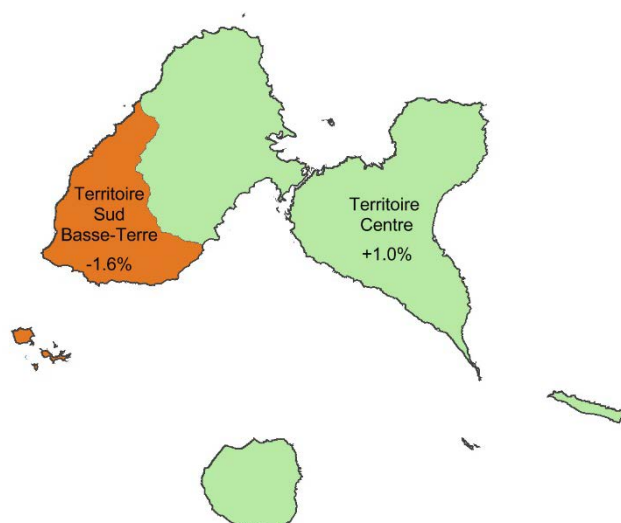 Territoire
Sud
Basse-Terre
-1.6%
Territoire
Centre
+1.0%